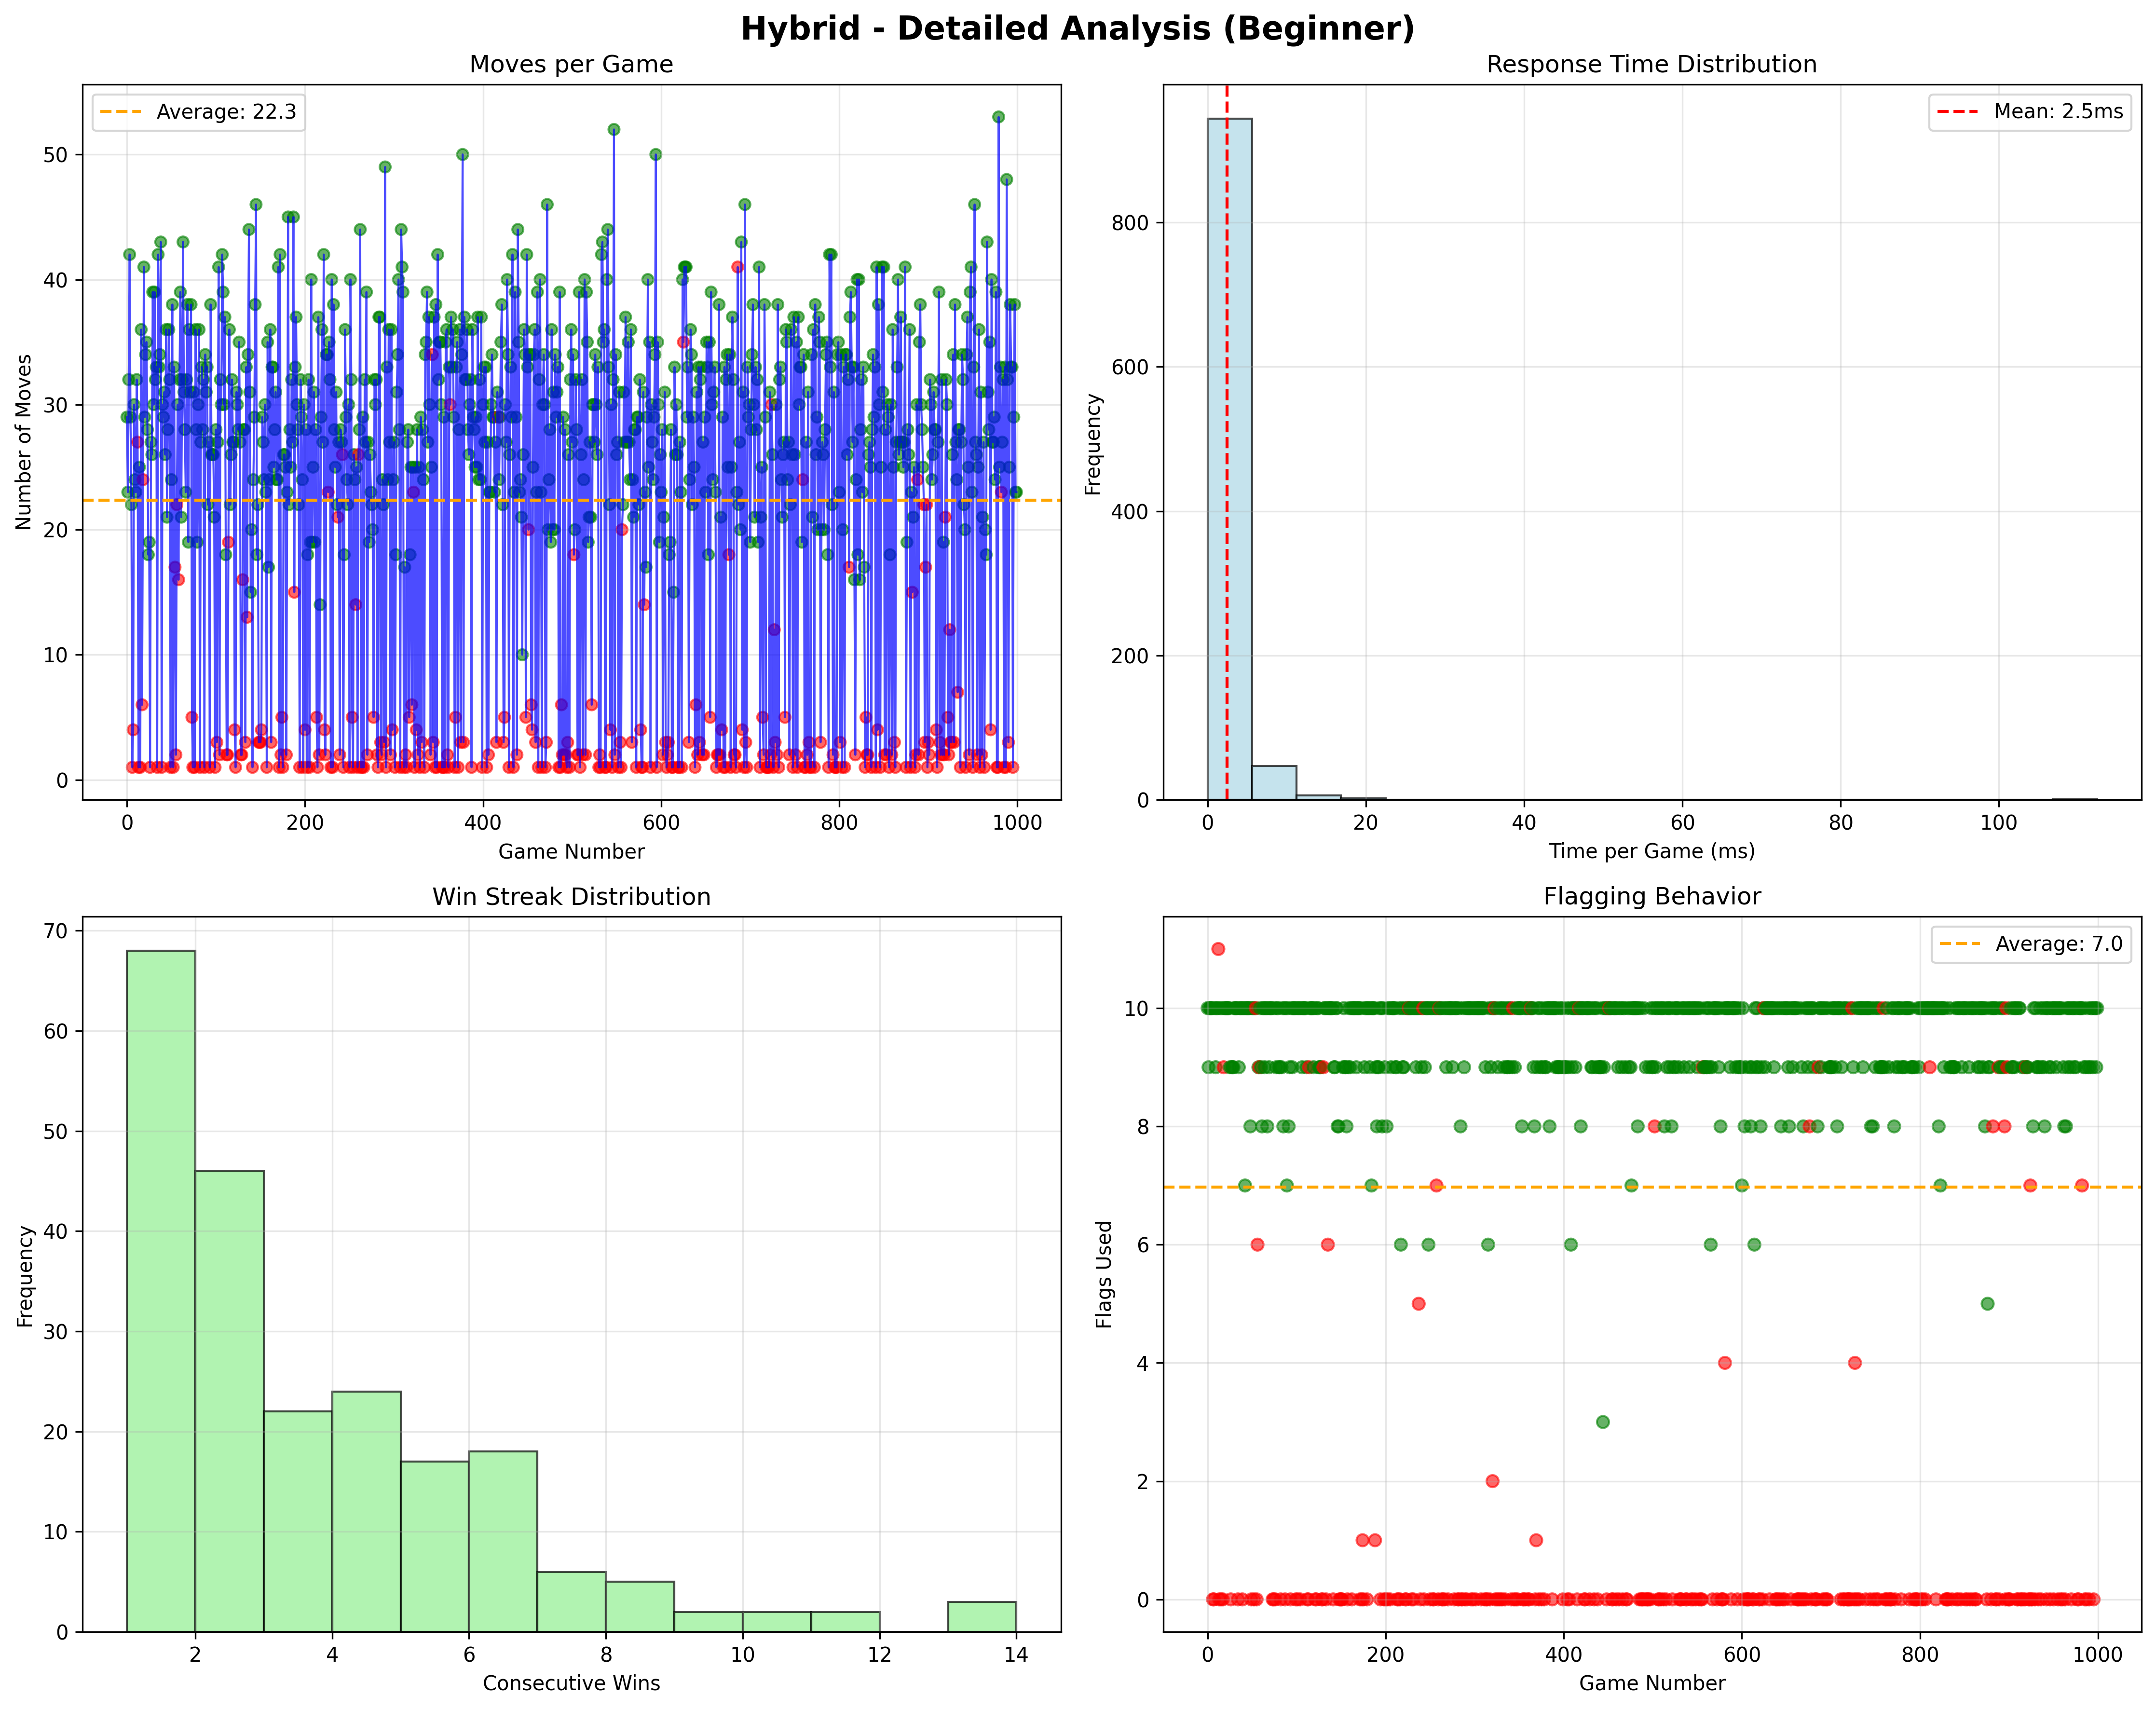 Hybrid - Detailed Analysis (Beginner)
Moves per Game
Average: 22.3
Number of Moves
50
40
30
20
10
0
0 200 400 600 800 1000
Game Number
Response Time Distribution
Mean: 2.5ms
Frequency
800
600
400
200
0
0 20 40 60 80 100
Time per Game (ms)
Win Streak Distribution
Frequency
70
60
50
40
30
20
10
0
2 4 6 8 10 12 14
Consecutive Wins
Flagging Behavior
Average: 7.0
Flags Used
10
8
6
4
2
0
0 200 400 600 800 1000
Game Number